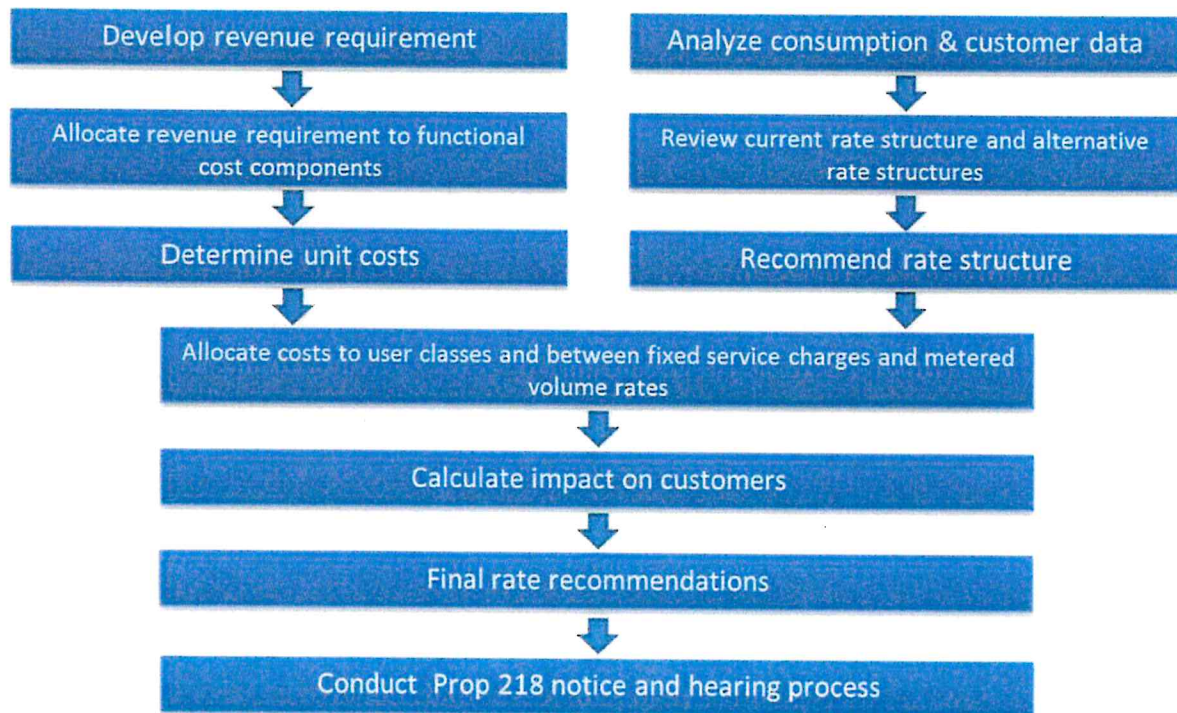 Develop revenue requirement
Analyze consumption & customer data
Allocate revenue requirement to functional
cost components
Review current rate structure and alternative
rate structures
Determine unit costs
Recommend rate structure
Allocate costs to user classes and between fixed service charges and metered
volume rates
Calculate impact on customers
Final rate recommendations
Conduct Prop 218 notice and hearing process